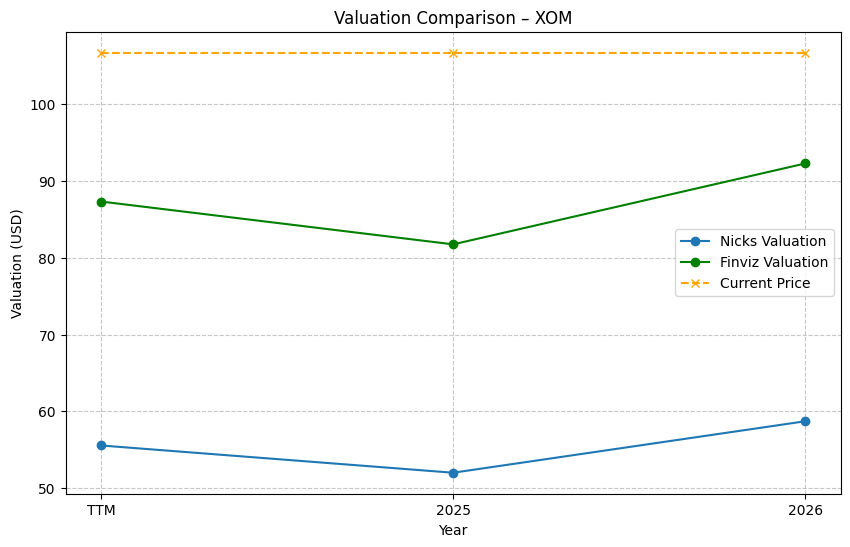 Valuation Comparison – XOM
Valuation (USD)
100
90
80
70
60
50
Nicks Valuation
Finviz Valuation
Current Price
TTM
2025
2026
Year